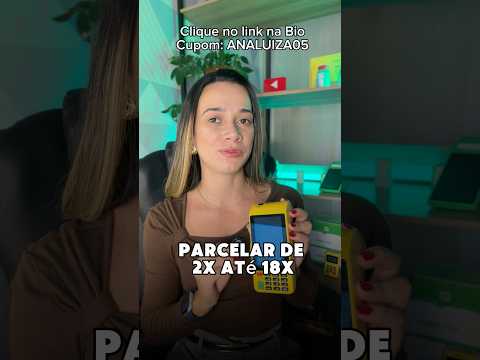 Clique no link na Bio
Cupom: ANALUIZA05
PARCELAR DE
2X ATé 18X